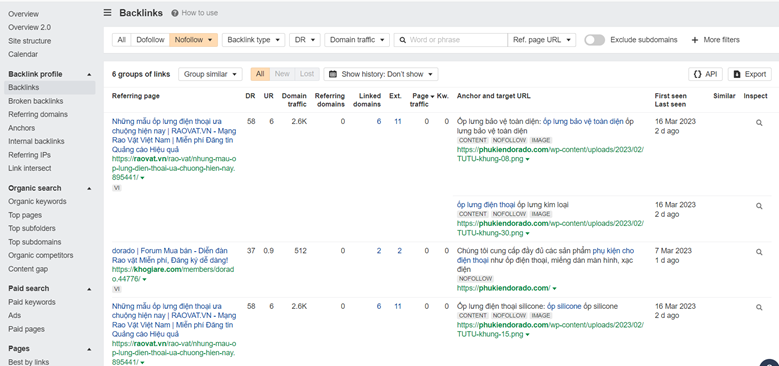 Overview
Overview 2.0
Site structure
Calendar
Backlink profile
Backlinks
Broken backlinks
Referring domains
Anchors
Internal backlinks
Referring IPs
Link intersect
Organic search
Organic keywords
Top pages
Top subfolders
Top subdomains
Organic competitors
Content gap
Paid search
Paid keywords
Ads
Paid pages
Pages
Best by links
Backlinks
How to use
All Dofollow Nofollow Backlink type DR Domain traffic Word or phrase Ref. page URL Exclude subdomains + More filters
6 groups of links Group similar All New Lost Show history: Don't show API Export
Referring page DR UR Domain traffic Referring domains Linked domains Ext. Page traffic Kw. Anchor and target URL First seen Last seen Similar Inspect
Những mẫu ốp lưng điện thoại ưa chuộng hiện nay | RAOVAT.VN - Mạng Rao Vặt Việt Nam | Miễn phí Đăng tin Quảng cáo Hiệu quả
https://raovat.vn/rao-vat/nhung-mau-o
p-lung-dien-thoai-ua-chuong-hien-nay.
895441/
VI
58 6 2.6K 0 6 11 0 0
Ốp lưng bảo vệ toàn diện: ốp lưng bảo vệ toàn diện ốp
lưng bảo vệ toàn diện
CONTENT NOFOLLOW IMAGE
https://phukiendorado.com/wp-content/uploads/2023/02/
TUTU-khung-08.png
16 Mar 2023
2 d ago
ốp lưng điện thoại ốp lưng kim loại
CONTENT NOFOLLOW IMAGE
https://phukiendorado.com/wp-content/uploads/2023/02/
TUTU-khung-30.png
16 Mar 2023
2 d ago
dorado | Forum Mua bán - Diễn đàn
Rao vặt Miễn phí, Đăng ký dễ dàng!
https://khogiare.com/members/dorad
o.44776/
VI
37 0.9 512 0 2 2 0 0
Chúng tôi cung cấp đầy đủ các sản phẩm phụ kiện cho
điện thoại như ốp điện thoại, miếng dán màn hình, xạc
điện
NOFOLLOW
https://phukiendorado.com/
7 Mar 2023
1 d ago
Những mẫu ốp lưng điện thoại ưa
chuộng hiện nay | RAOVAT.VN - Mạng
Rao Vặt Việt Nam | Miễn phí Đăng tin
Quảng cáo Hiệu quả
https://raovat.vn/rao-vat/nhung-mau-o
p-lung-dien-thoai-ua-chuong-hien-nay.
895441/
58 6 2.6K 0 6 11 0 0
Ốp lưng điện thoại silicone: ốp silicone ốp silicone
CONTENT NOFOLLOW IMAGE
https://phukiendorado.com/wp-content/uploads/2023/02/
TUTU-khung-15.png
16 Mar 2023
2 d ago